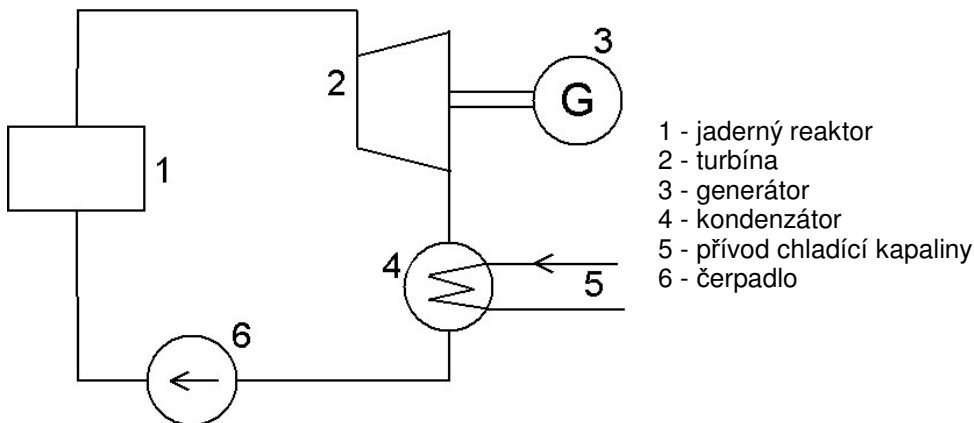 3
2
G
1
4
5
6
1 - jaderný reaktor
2 - turbína
3 - generátor
4 - kondenzátor
5 - přívod chladící kapaliny
6 - čerpadlo